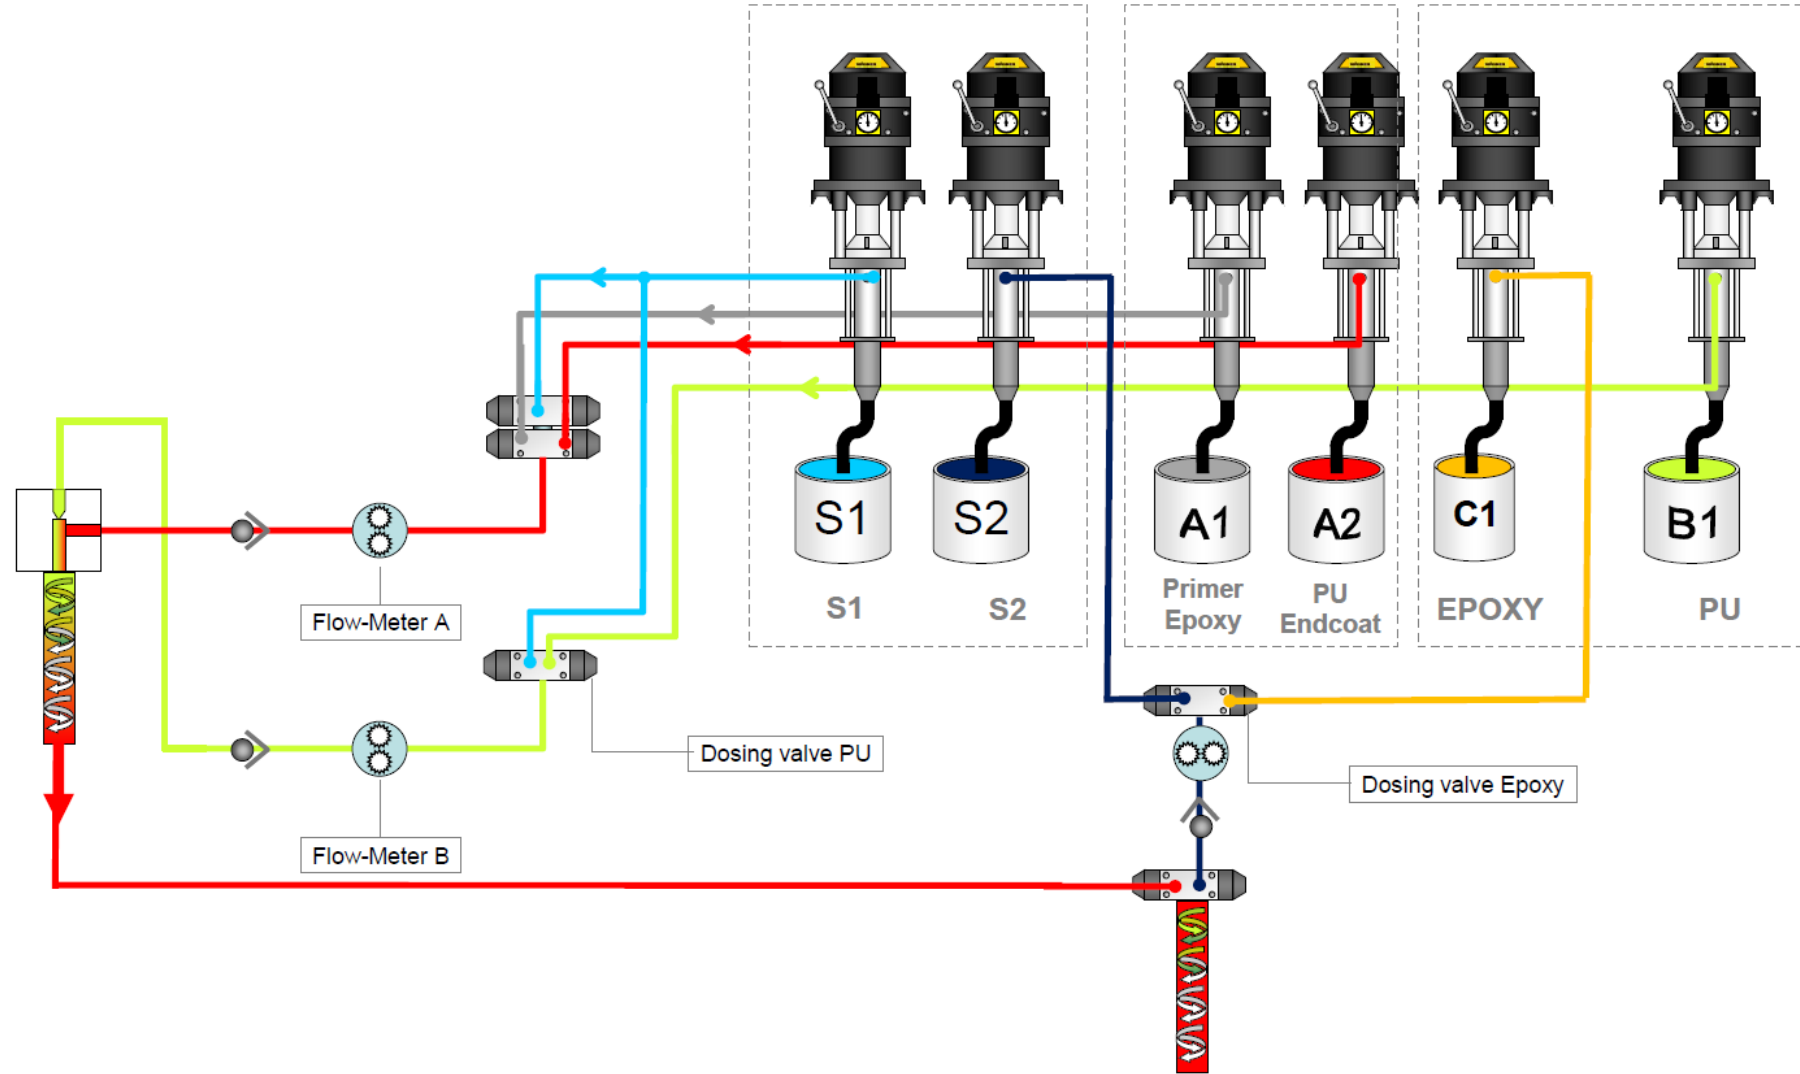 S1
S2
A1
A2
C1
B1
S1
S2
Primer
Epoxy
PU
Endcoat
EPOXY
PU
Flow-Meter A
Dosing valve PU
Dosing valve Epoxy
Flow-Meter B